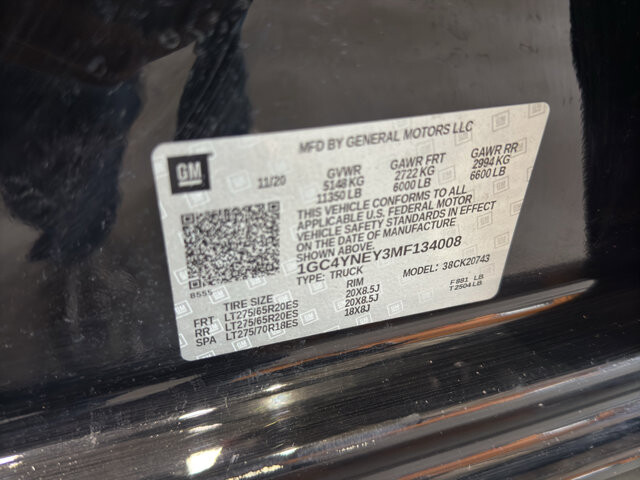 MFD BY GENERAL MOTORS LLC
GM
11/20
GVWR GAWR FRT GAWR RR
5148 KG 2722 KG 2994 KG
11350 LB 6000 LB 6600 LB
THIS VEHICLE CONFORMS TO ALL
APPLICABLE U.S. FEDERAL MOTOR
VEHICLE SAFETY STANDARDS IN EFFECT
ON THE DATE OF MANUFACTURE
SHOWN ABOVE.
1GC4YNEY3MF134008
TYPE: TRUCK MODEL: 38CK20743
TIRE SIZE RIM
FRT LT275/65R20ES 20X8.5J F 881 LB
RR LT275/65R20ES 20X8.5J T 2504 LB
SPA LT275/70R18ES 18X8J